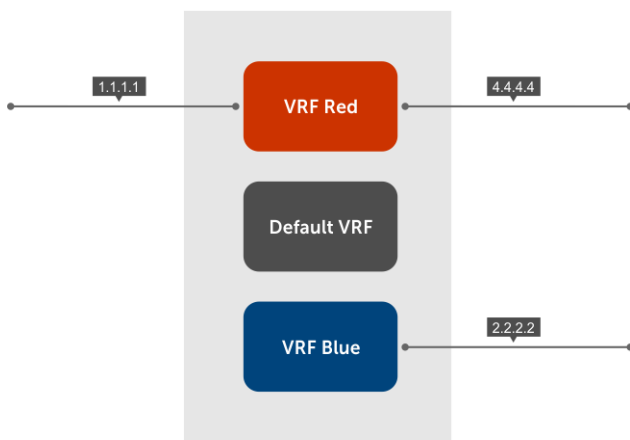 1.1.1.1
VRF Red
4.4.4.4
Default VRF
VRF Blue
2.2.2.2